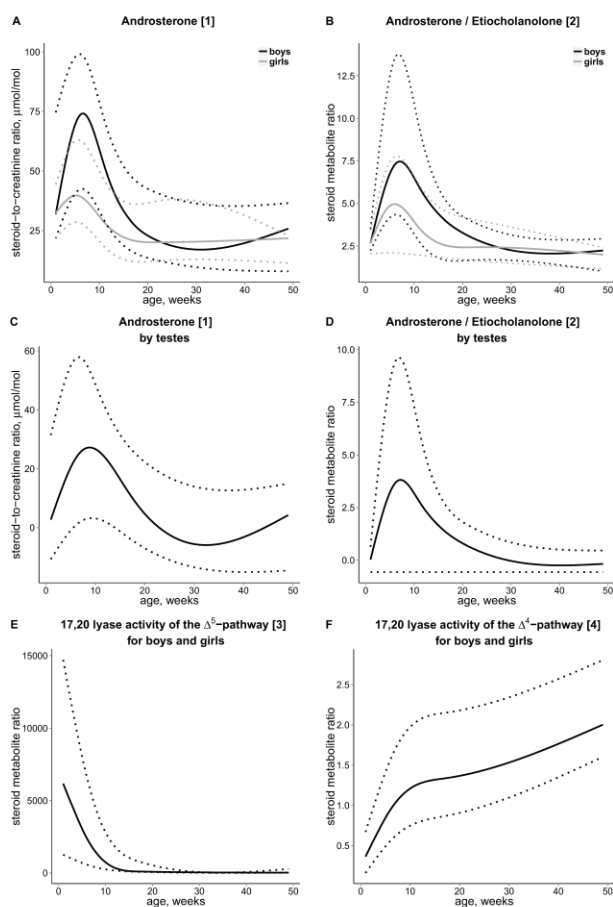 A
Androsterone [1]
steroid−to−creatinine ratio, μmol/mol
100
75
50
25
0 10 20 30 40 50
age, weeks
boys
girls
B
Androsterone / Etiocholanolone [2]
steroid metabolite ratio
12.5
10.0
7.5
5.0
2.5
0 10 20 30 40 50
age, weeks
boys
girls
C
Androsterone [1]
by testes
steroid−to−creatinine ratio, μmol/mol
60
40
20
0
0 10 20 30 40 50
age, weeks
D
Androsterone / Etiocholanolone [2]
by testes
steroid metabolite ratio
10.0
7.5
5.0
2.5
0.0
0 10 20 30 40 50
age, weeks
E
17,20 lyase activity of the Δ⁵−pathway [3]
for boys and girls
steroid metabolite ratio
15000
10000
5000
0
0 10 20 30 40 50
age, weeks
F
17,20 lyase activity of the Δ⁴−pathway [4]
for boys and girls
steroid metabolite ratio
2.5
2.0
1.5
1.0
0.5
0 10 20 30 40 50
age, weeks